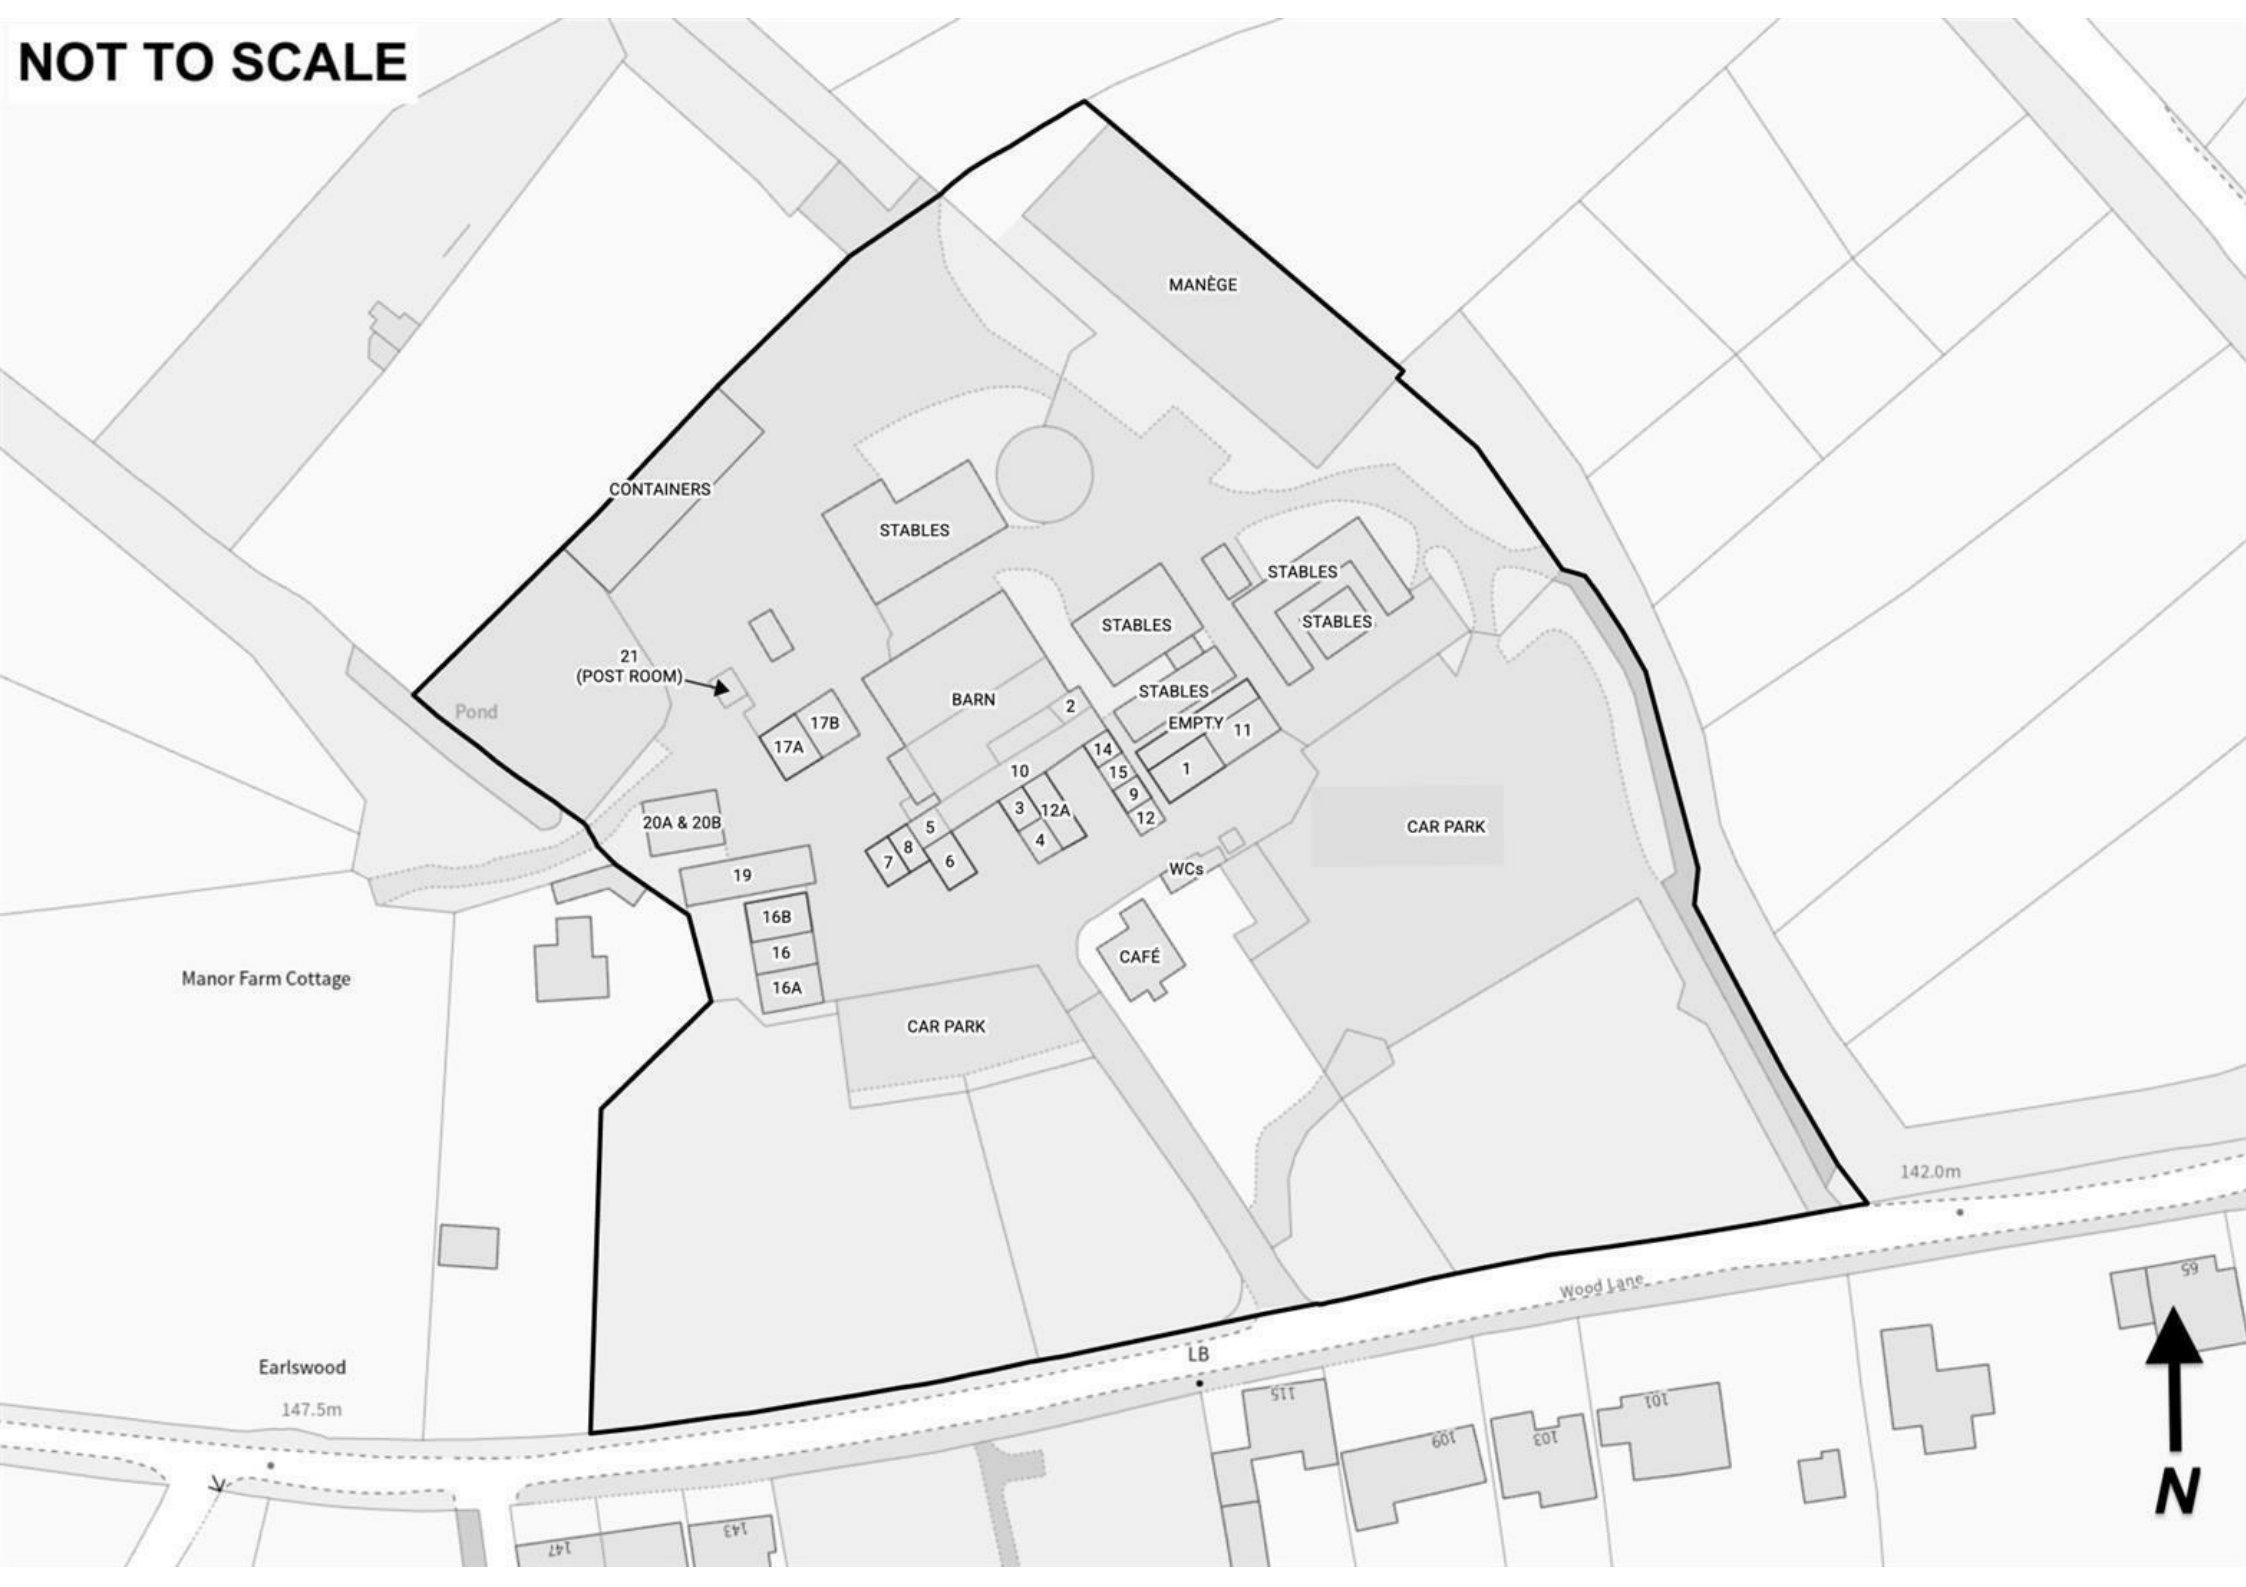 NOT TO SCALE
MANÈGE
CONTAINERS
STABLES
STABLES
STABLES
STABLES
21
(POST ROOM)
STABLES
BARN
2
Pond
17B
EMPTY
11
17A
14
10
15
1
9
3
12A
12
20A & 20B
5
CAR PARK
4
8
7
6
WCs
19
16B
16
CAFÉ
Manor Farm Cottage
16A
CAR PARK
142.0m
65
Wood Lane
LB
Earlswood
115
101
147.5m
109
103
N
143
147